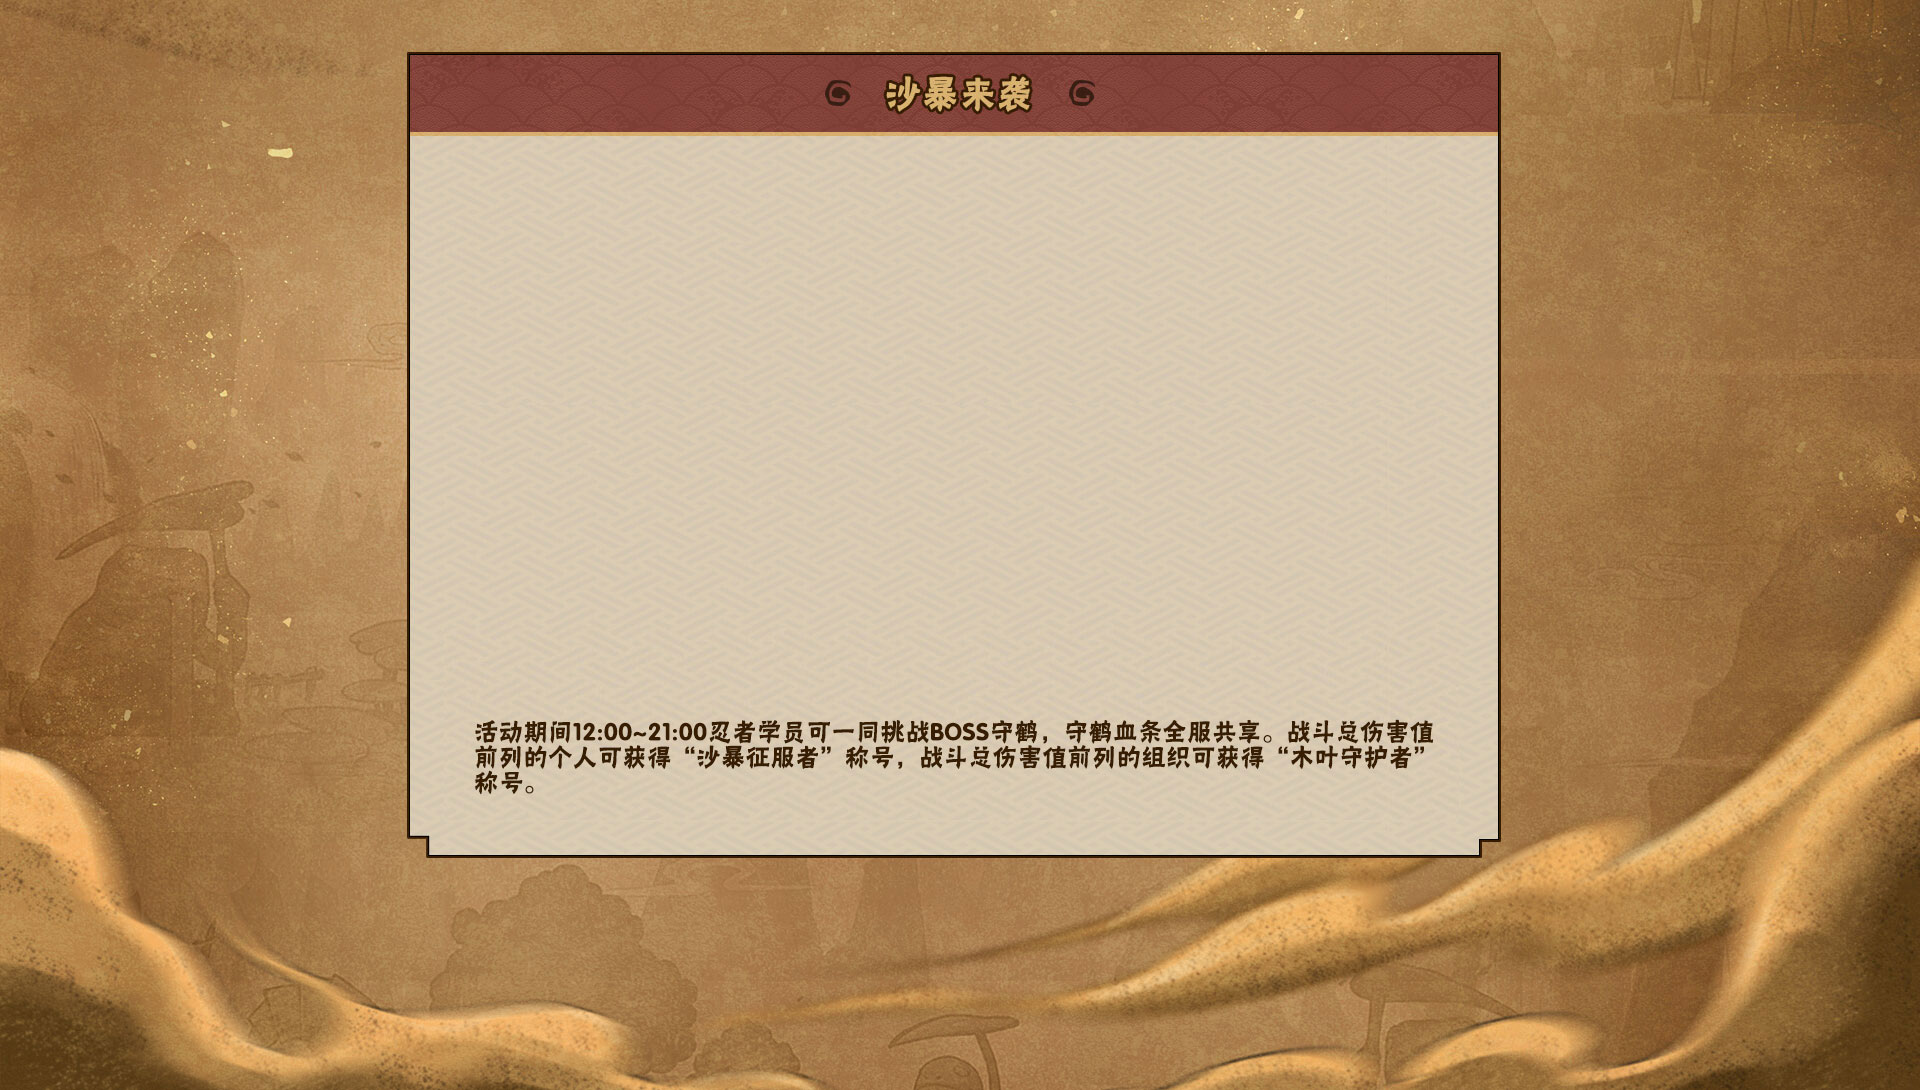 沙暴来袭
活动期间12:00~21:00忍者学员可一同挑战BOSS守鹤，守鹤血条全服共享。战斗总伤害值
前列的个人可获得“沙暴征服者”称号，战斗总伤害值前列的组织可获得“木叶守护者”
称号。